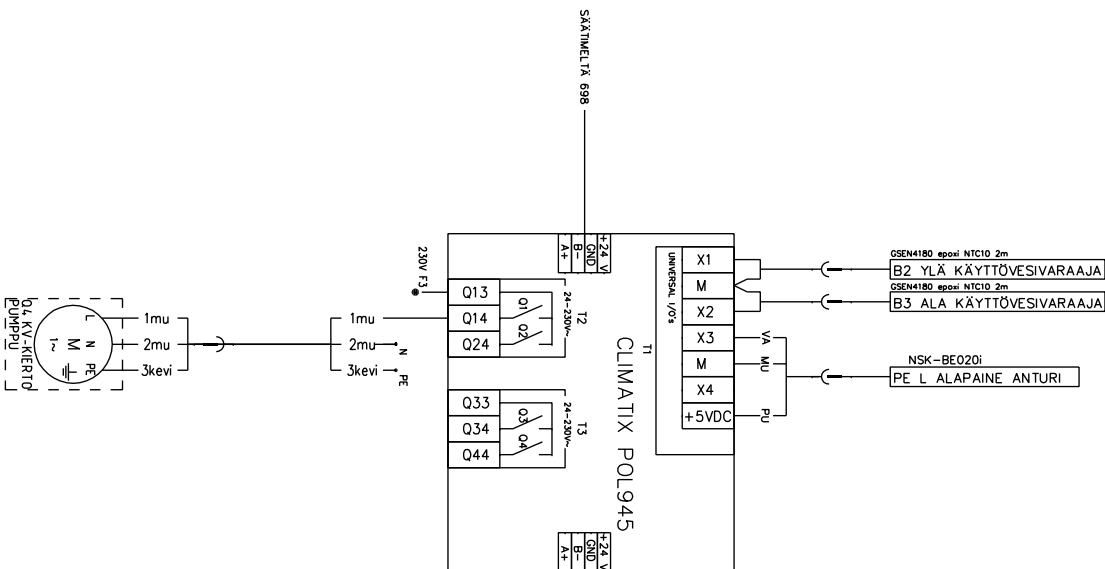 SÄÄTIMELTÄ 698
+24 V
GND
B-
A+
230V F3
Q13
Q14
Q24
Q1
Q2
24-230V~
T2
Q33
Q34
Q44
Q3
Q4
24-230V~
T3
CLIMATIX POL945
UNIVERSAL I/O's
T1
X1
M
X2
X3
M
X4
+5VDC
VA
MU
PU
GSEN4180 epoxi NTC10 2m
B2 YLÄ KÄYTTÖVESIVARAAJA
GSEN4180 epoxi NTC10 2m
B3 ALA KÄYTTÖVESIVARAAJA
NSK-BE020i
PE L ALAPAINE ANTURI
Q4 KV-KIERTO
PUMPPU
L
N
PE
M
1~
1mu
2mu
3kevi
1mu
2mu
3kevi
N
PE
+24 V
GND
B-
A+